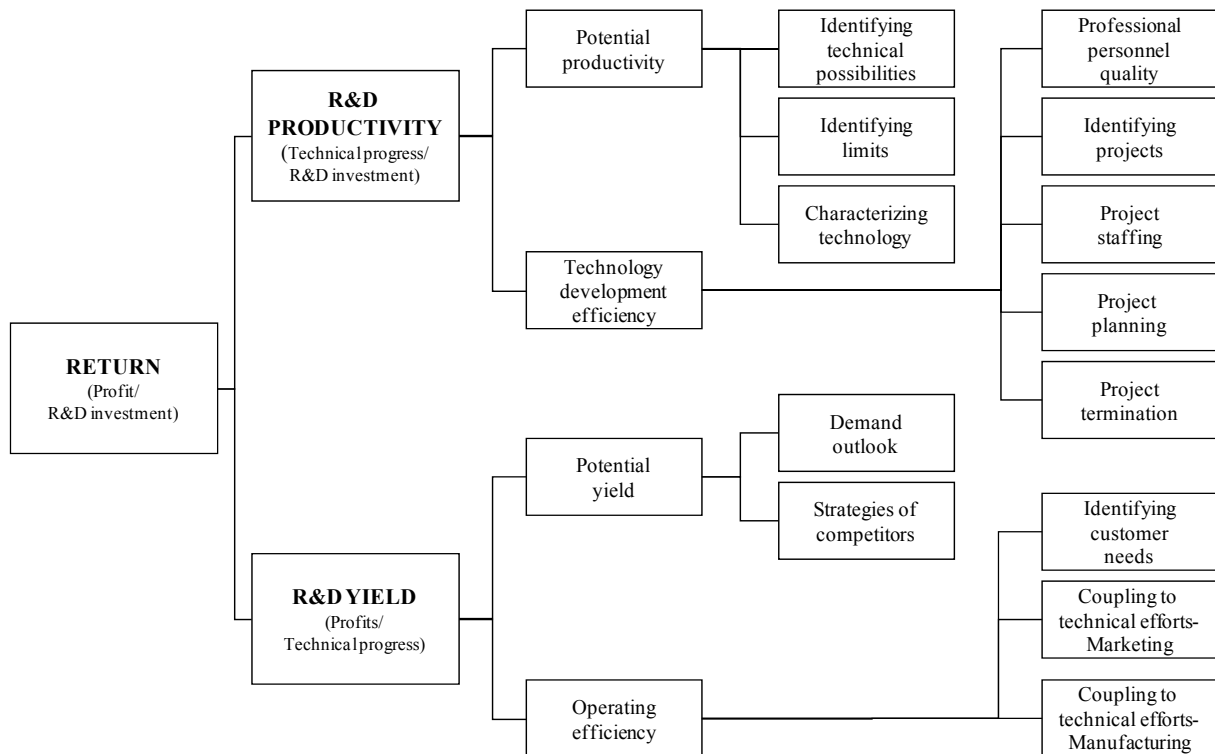 RETURN
(Profit/
R&D investment)
R&D
PRODUCTIVITY
(Technical progress/
R&D investment)
Potential
productivity
Identifying
technical
possibilities
Identifying
limits
Characterizing
technology
Technology
development
efficiency
Professional
personnel
quality
Identifying
projects
Project
staffing
Project
planning
Project
termination
R&D YIELD
(Profits/
Technical progress)
Potential
yield
Demand
outlook
Strategies of
competitors
Operating
efficiency
Identifying
customer
needs
Coupling to
technical efforts-
Marketing
Coupling to
technical efforts-
Manufacturing